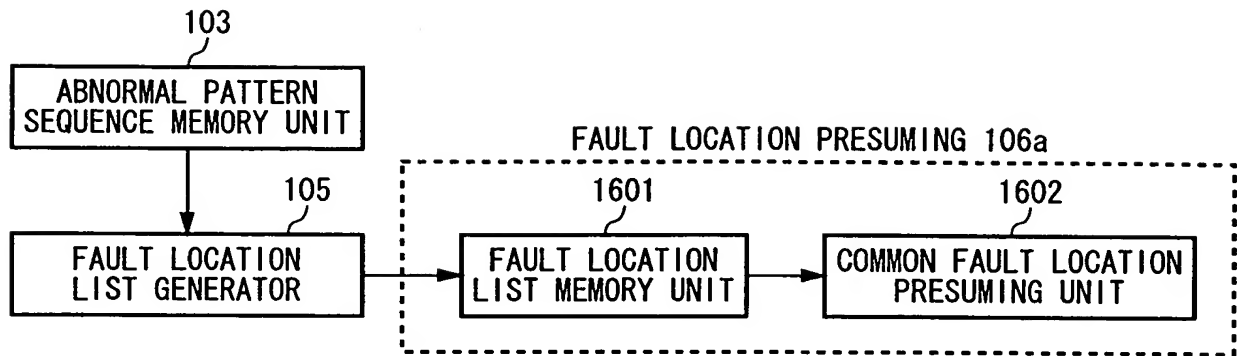 103
ABNORMAL PATTERN
SEQUENCE MEMORY UNIT
FAULT LOCATION PRESUMING 106a
105
FAULT LOCATION
LIST GENERATOR
1601
FAULT LOCATION
LIST MEMORY UNIT
1602
COMMON FAULT LOCATION
PRESUMING UNIT